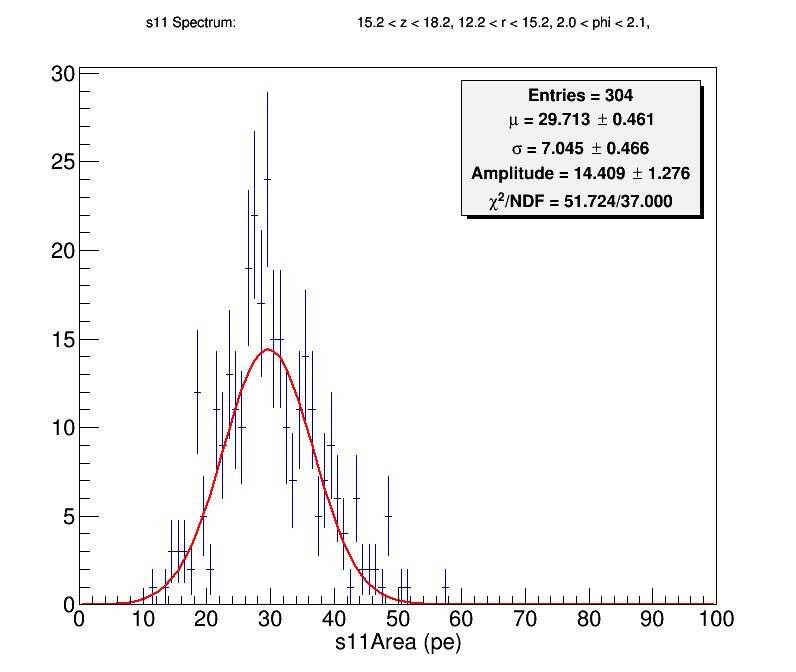 s11 Spectrum: 15.2 < z < 18.2, 12.2 < r < 15.2, 2.0 < phi < 2.1,
Entries = 304
μ = 29.713 ± 0.461
σ = 7.045 ± 0.466
Amplitude = 14.409 ± 1.276
χ²/NDF = 51.724/37.000
30
25
20
15
10
5
0
0 10 20 30 40 50 60 70 80 90 100
s11Area (pe)